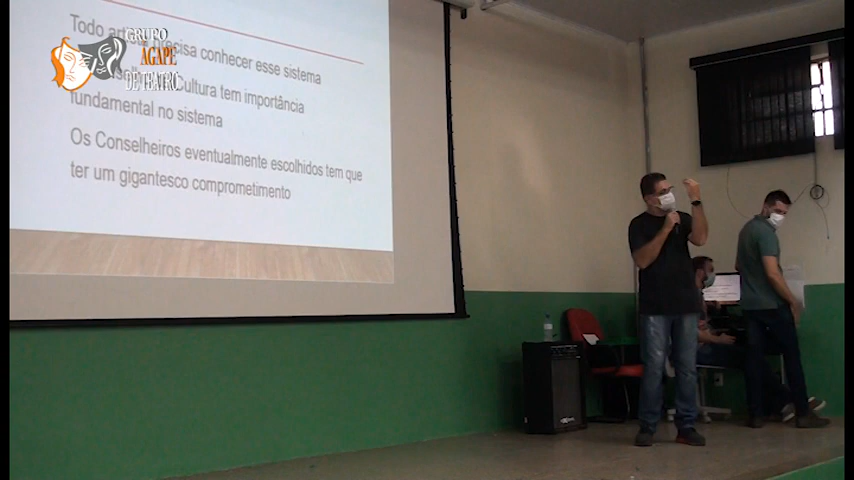 GRUPO
AGAPE
DE TEATRO
Todo artista precisa conhecer esse sistema
Cultura tem importância
fundamental no sistema
Os Conselheiros eventualmente escolhidos tem que
ter um gigantesco comprometimento